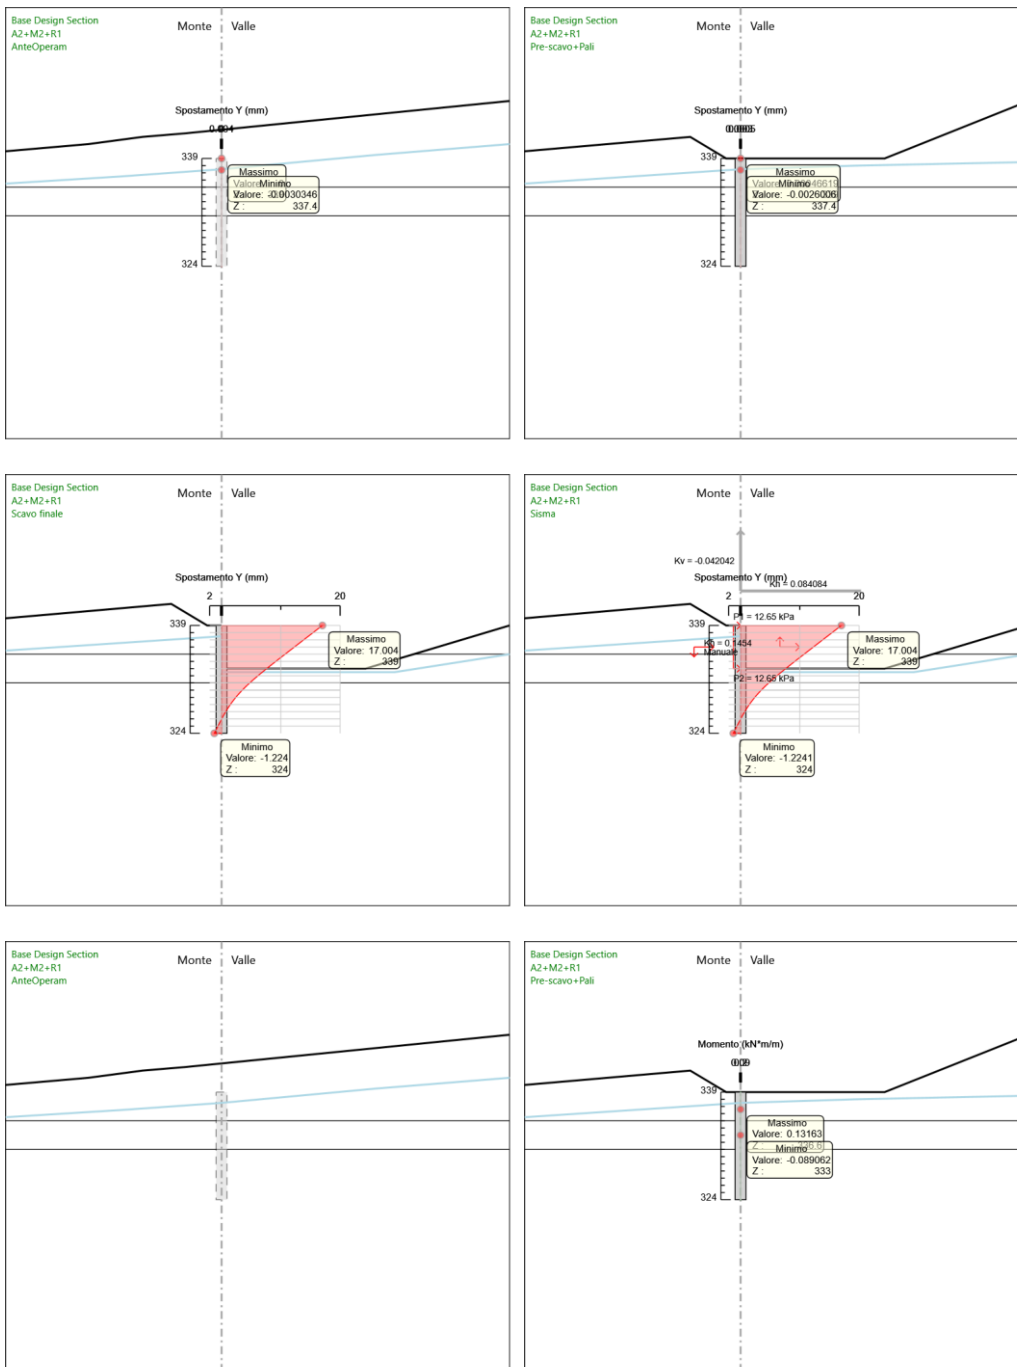 Base Design Section
A2+M2+R1
AnteOperam
Monte Valle
Spostamento Y (mm)
339
Massimo
Minimo
Valore: -0.0030346
Z : 337.4
324
Base Design Section
A2+M2+R1
Pre-scavo+Pali
Monte Valle
Spostamento Y (mm)
339
Massimo
Minimo
Valore: -0.0026006
Z : 337.4
324
Base Design Section
A2+M2+R1
Scavo finale
Monte Valle
Spostamento Y (mm)
2 20
339
Massimo
Valore: 17.004
Z : 339
324
Minimo
Valore: -1.224
Z : 324
Base Design Section
A2+M2+R1
Sisma
Monte Valle
Kv = -0.042042
Spostamento Y (mm)
Kh = 0.084084
2 20
P1 = 12.65 kPa
339
Massimo
Valore: 17.004
Z : 339
Manuale
P2 = 12.65 kPa
324
Minimo
Valore: -1.2241
Z : 324
Base Design Section
A2+M2+R1
AnteOperam
Monte Valle
Base Design Section
A2+M2+R1
Pre-scavo+Pali
Monte Valle
Momento (kN*m/m)
339
Massimo
Valore: 0.13163
Z : 336.6
Minimo
Valore: -0.089062
Z : 333
324